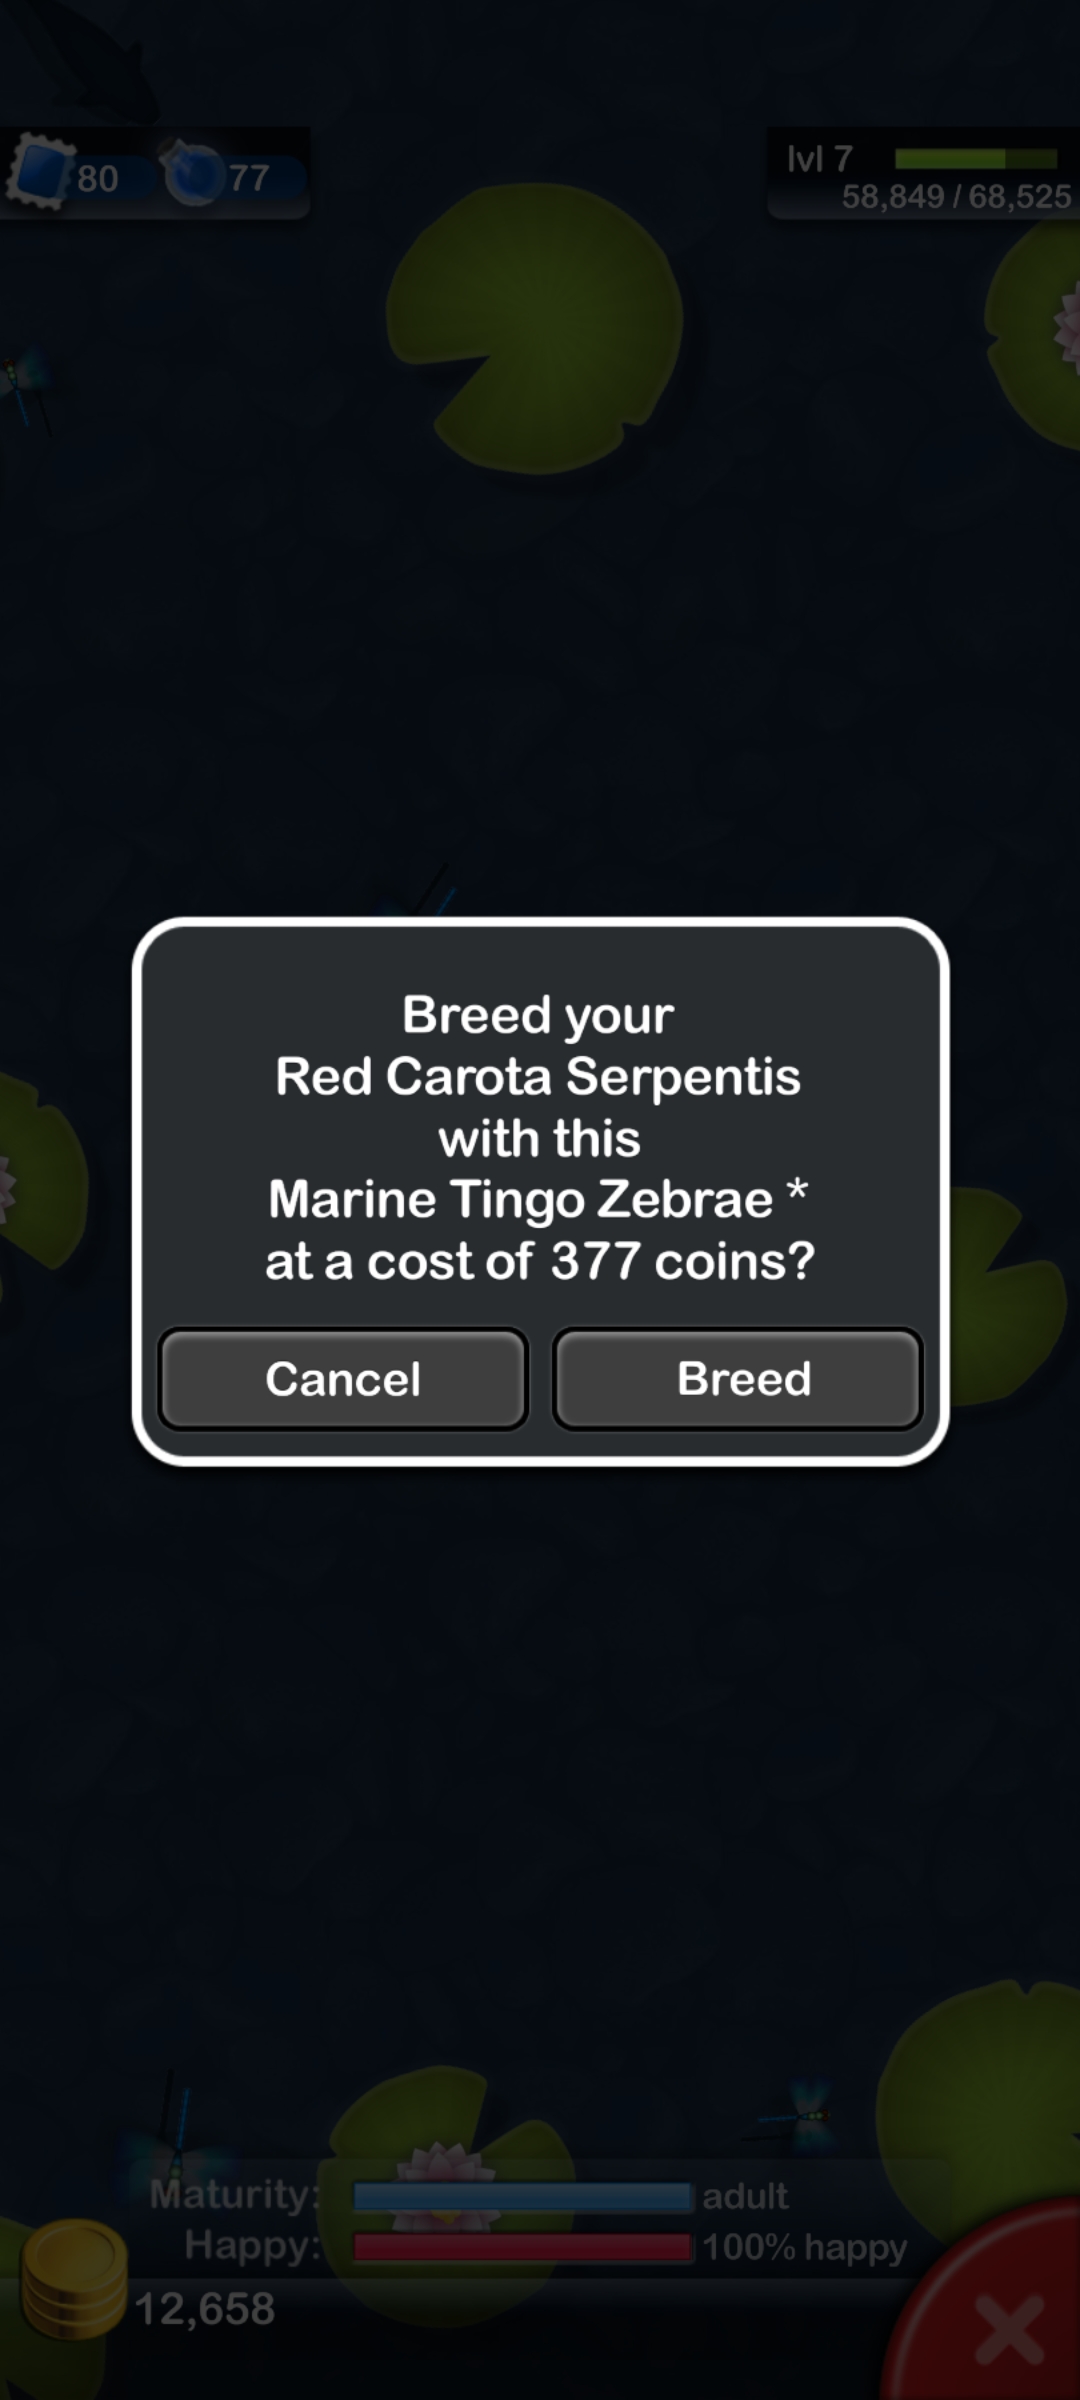 80
77
lvl 7
58,849 / 68,525
Breed your
Red Carota Serpentis
with this
Marine Tingo Zebrae *
at a cost of 377 coins?
Cancel
Breed
Maturity: adult
Happy: 100% happy
12,658